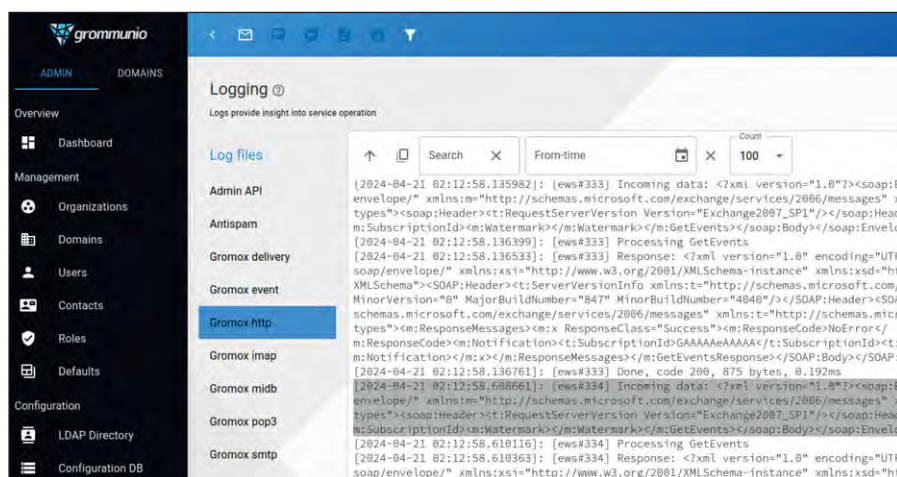 grommunio
ADMIN DOMAINS
Overview
Dashboard
Management
Organizations
Domains
Users
Contacts
Roles
Defaults
Configuration
LDAP Directory
Configuration DB
Logging
Logs provide insight into service operation
Log files
Admin API
Antispam
Gromox delivery
Gromox event
Gromox http
Gromox imap
Gromox midb
Gromox pop3
Gromox smtp
Search
From-time
Count
100
[2024-04-21 02:12:58.135982]: [ews#333] Incoming data: <?xml version="1.0"?><soap:
envelope/" xmlns:m="http://schemas.microsoft.com/exchange/services/2006/messages"
types"><soap:Header><t:RequestServerVersion Version="Exchange2007_SP1"/></soap:Hea
m:SubscriptionId><m:Watermark></m:Watermark></m:GetEvents></soap:Body></soap:Envel
[2024-04-21 02:12:58.136399]: [ews#333] Processing GetEvents
[2024-04-21 02:12:58.136533]: [ews#333] Response: <?xml version="1.0" encoding="UT
soap/envelope/" xmlns:xsi="http://www.w3.org/2001/XMLSchema-instance" xmlns:xsd="h
XMLSchema"><SOAP:Header><t:ServerVersionInfo xmlns:t="http://schemas.microsoft.com/
MinorVersion="0" MajorBuildNumber="847" MinorBuildNumber="4040"/></SOAP:Header><SO
schemas.microsoft.com/exchange/services/2006/messages" xmlns:t="http://schemas.mic
types"><m:ResponseMessages><m:x ResponseClass="Success"><m:ResponseCode>NoError</
m:ResponseCode><m:Notification><t:SubscriptionId>GAAAAAeAAAAA</t:SubscriptionId><t
m:Notification></m:x></m:ResponseMessages></m:GetEventsResponse></SOAP:Body></SOAP
[2024-04-21 02:12:58.136761]: [ews#333] Done, code 200, 875 bytes, 0.192ms
[2024-04-21 02:12:58.608661]: [ews#334] Incoming data: <?xml version="1.0"?><soap:
envelope/" xmlns:m="http://schemas.microsoft.com/exchange/services/2006/messages"
types"><soap:Header><t:RequestServerVersion Version="Exchange2007_SP1"/></soap:Hea
m:SubscriptionId><m:Watermark></m:Watermark></m:GetEvents></soap:Body></soap:Envel
[2024-04-21 02:12:58.610116]: [ews#334] Processing GetEvents
[2024-04-21 02:12:58.610363]: [ews#334] Response: <?xml version="1.0" encoding="UT
soap/envelope/" xmlns:xsi="http://www.w3.org/2001/XMLSchema-instance" xmlns:xsd="h